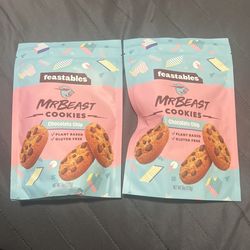 feastables
MRBEAST
COOKIES
Chocolate Chip
PLANT BASED
GLUTEN FREE
feastables
MRBEAST
COOKIES
Chocolate Chip
PLANT BASED
GLUTEN FREE